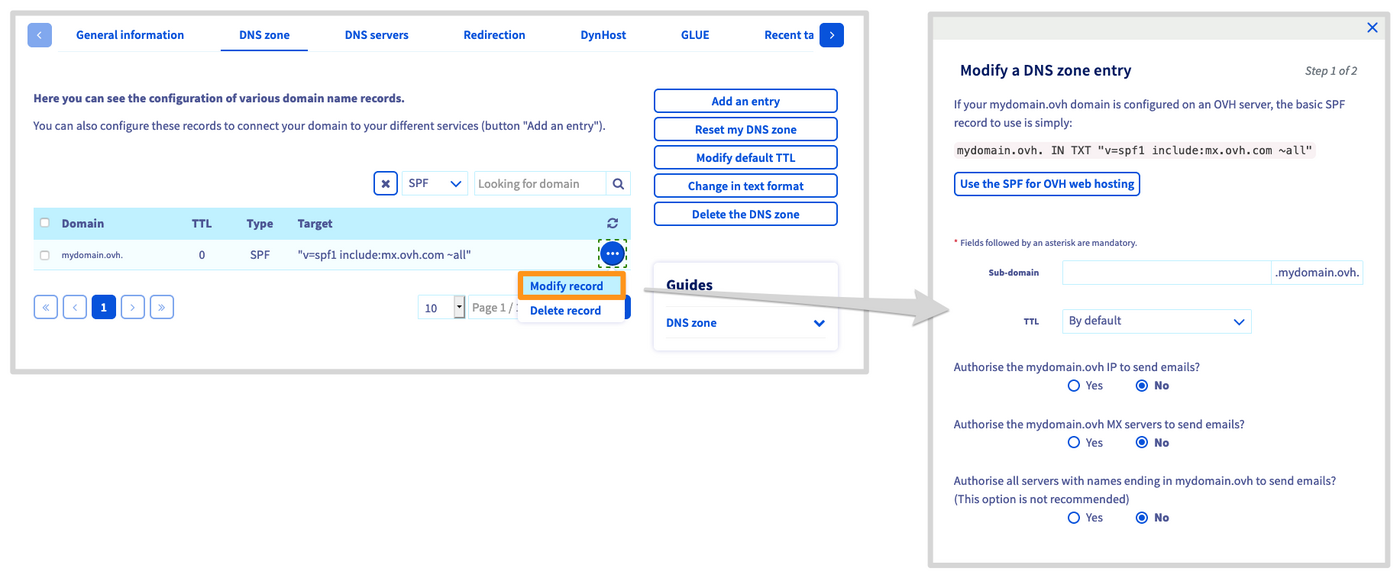 General information
DNS zone
DNS servers
Redirection
DynHost
GLUE
Recent ta
Here you can see the configuration of various domain name records.
You can also configure these records to connect your domain to your different services (button "Add an entry").
SPF
Looking for domain
Domain TTL Type Target
mydomain.ovh. 0 SPF "v=spf1 include:mx.ovh.com ~all"
Modify record
Delete record
1
10
Page 1 /
Add an entry
Reset my DNS zone
Modify default TTL
Change in text format
Delete the DNS zone
Guides
DNS zone
Modify a DNS zone entry
Step 1 of 2
If your mydomain.ovh domain is configured on an OVH server, the basic SPF
record to use is simply:
mydomain.ovh. IN TXT "v=spf1 include:mx.ovh.com ~all"
Use the SPF for OVH web hosting
* Fields followed by an asterisk are mandatory.
Sub-domain
.mydomain.ovh.
TTL
By default
Authorise the mydomain.ovh IP to send emails?
Yes No
Authorise the mydomain.ovh MX servers to send emails?
Yes No
Authorise all servers with names ending in mydomain.ovh to send emails?
(This option is not recommended)
Yes No